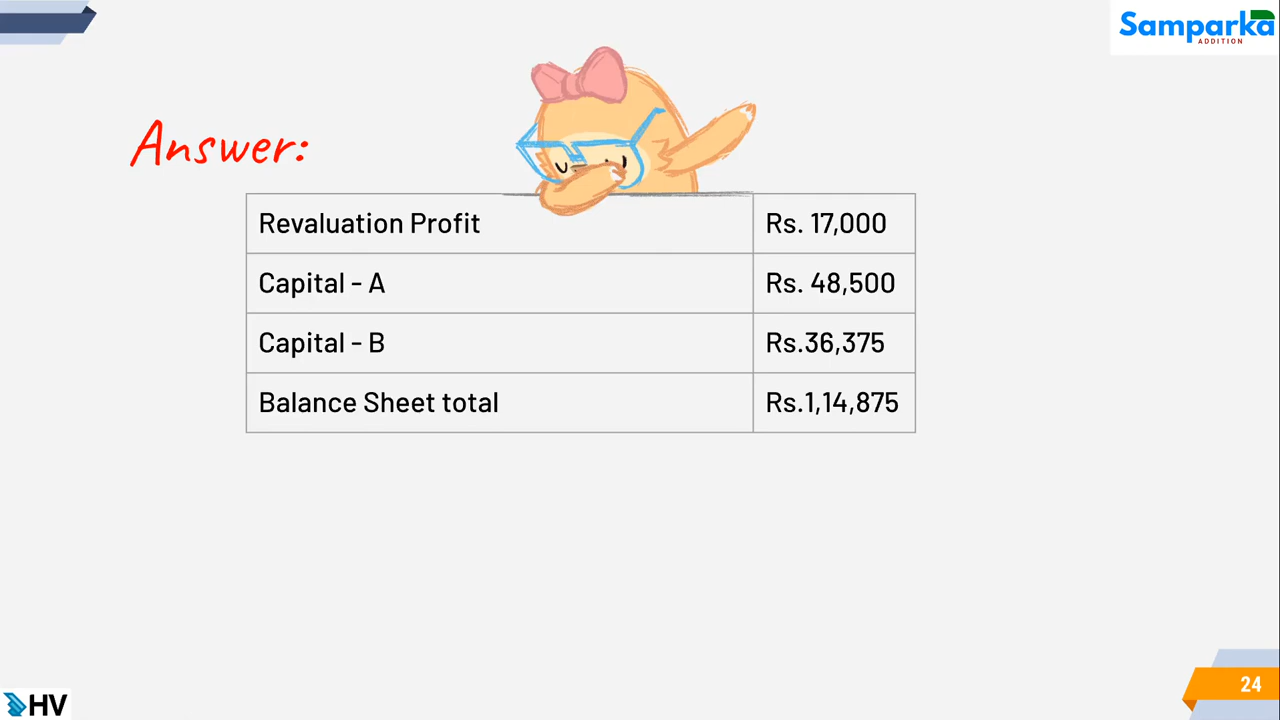 Samparka
ADDITION
Answer:
Revaluation Profit Rs. 17,000
Capital - A Rs. 48,500
Capital - B Rs.36,375
Balance Sheet total Rs.1,14,875
24
HV